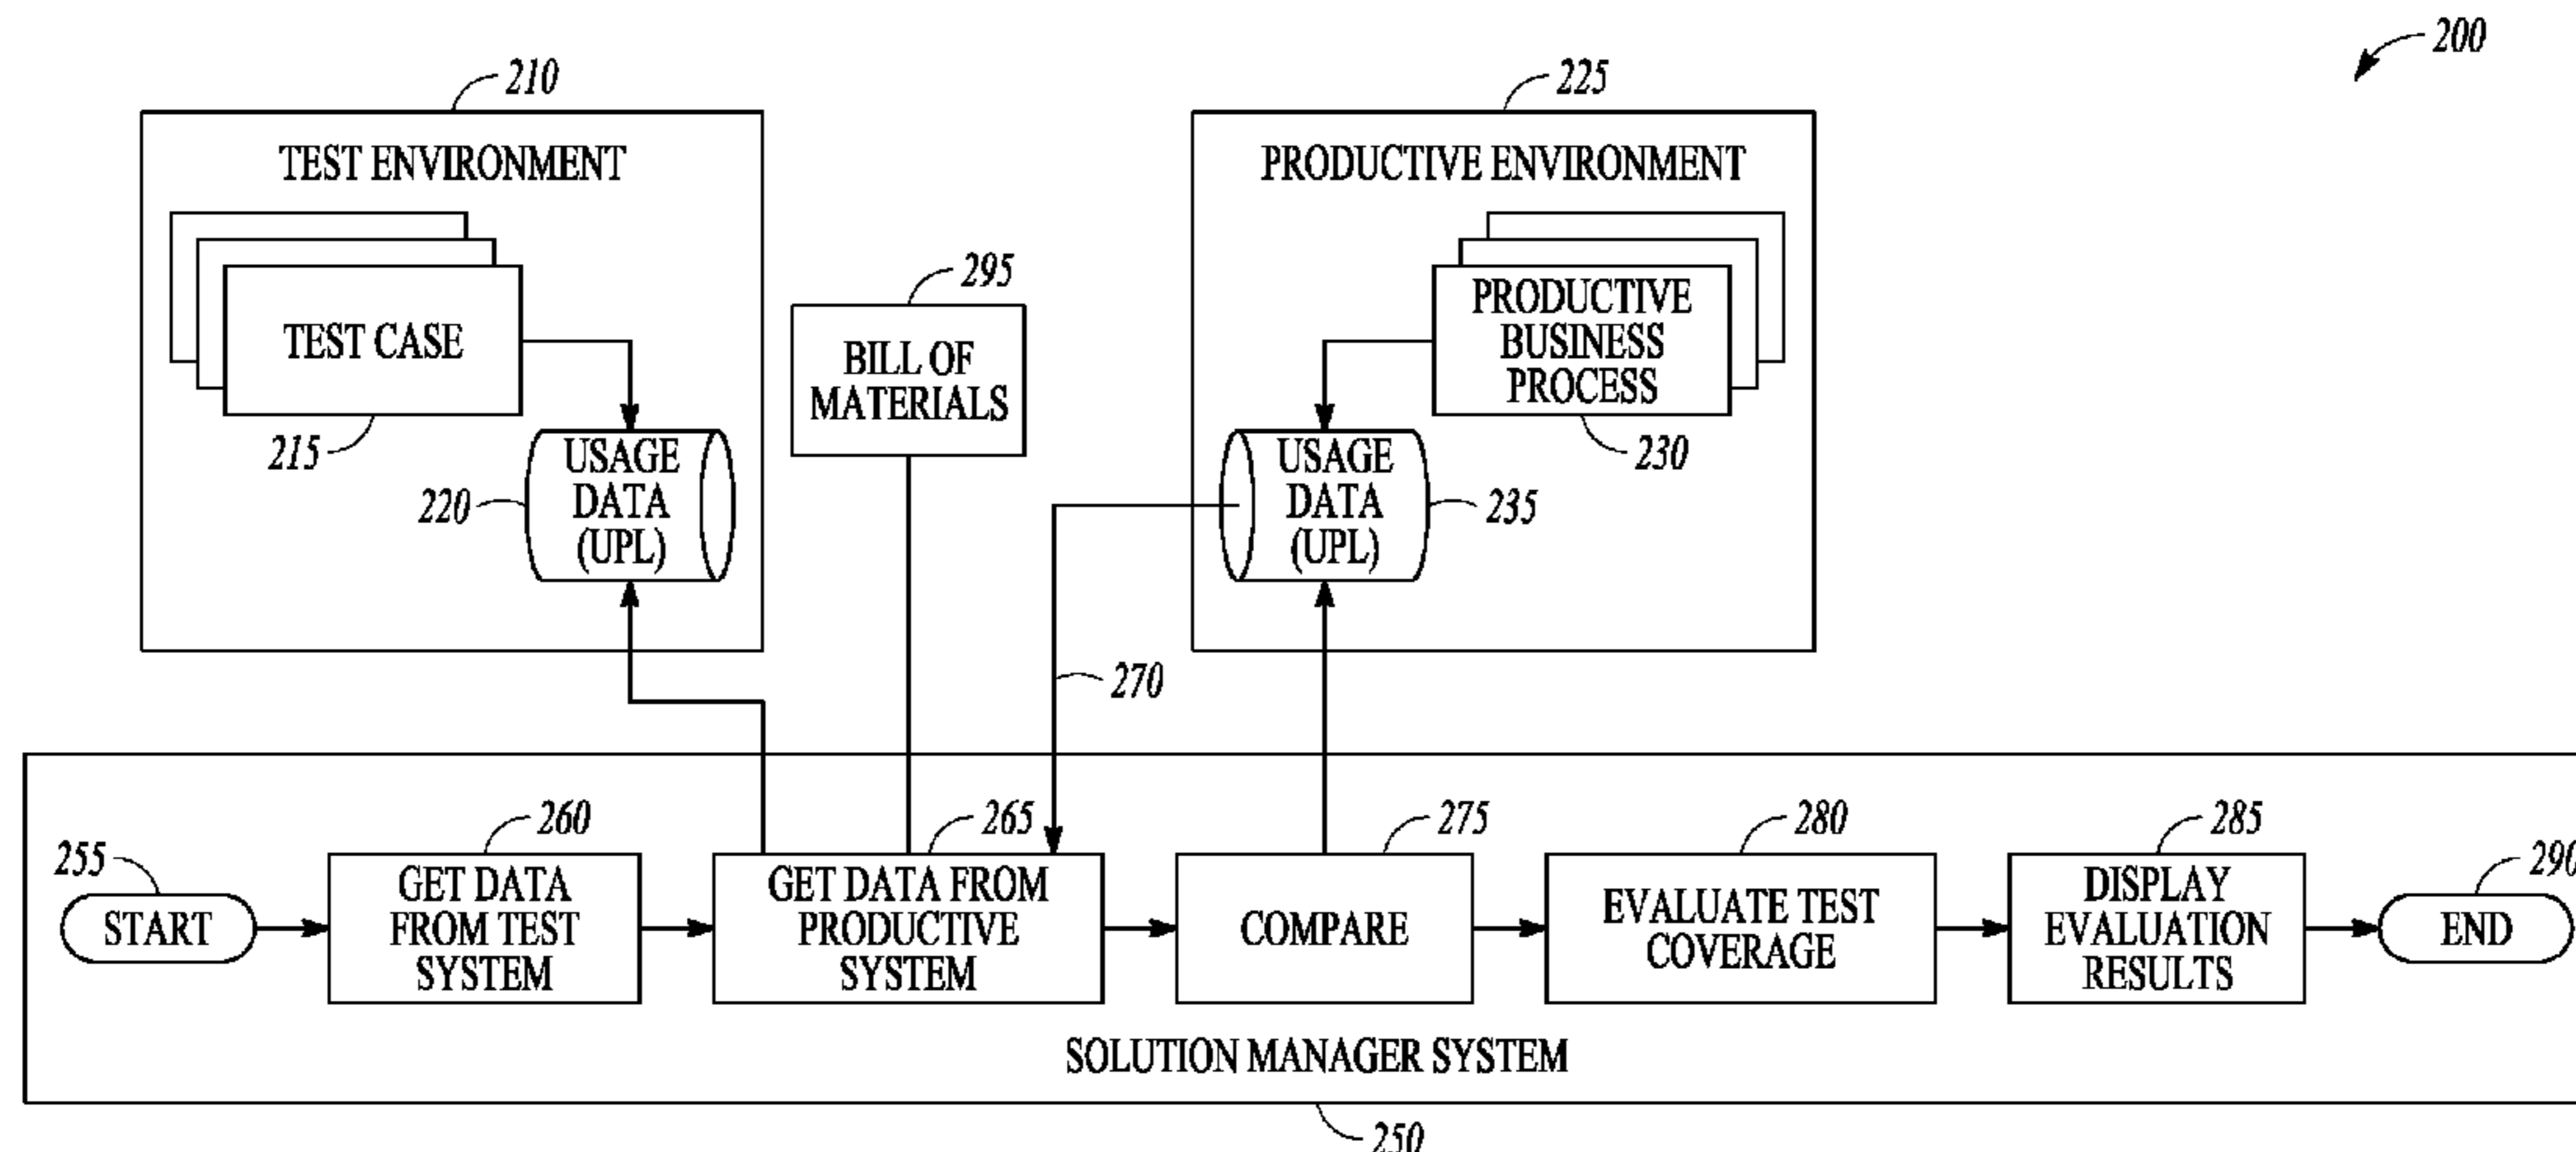 200
210
TEST ENVIRONMENT
TEST CASE
215
USAGE
DATA
(UPL)
220
295
BILL OF
MATERIALS
225
PRODUCTIVE ENVIRONMENT
PRODUCTIVE
BUSINESS
PROCESS
230
USAGE
DATA
(UPL)
235
270
255
START
260
GET DATA
FROM TEST
SYSTEM
265
GET DATA FROM
PRODUCTIVE
SYSTEM
275
COMPARE
280
EVALUATE TEST
COVERAGE
285
DISPLAY
EVALUATION
RESULTS
290
END
SOLUTION MANAGER SYSTEM
250